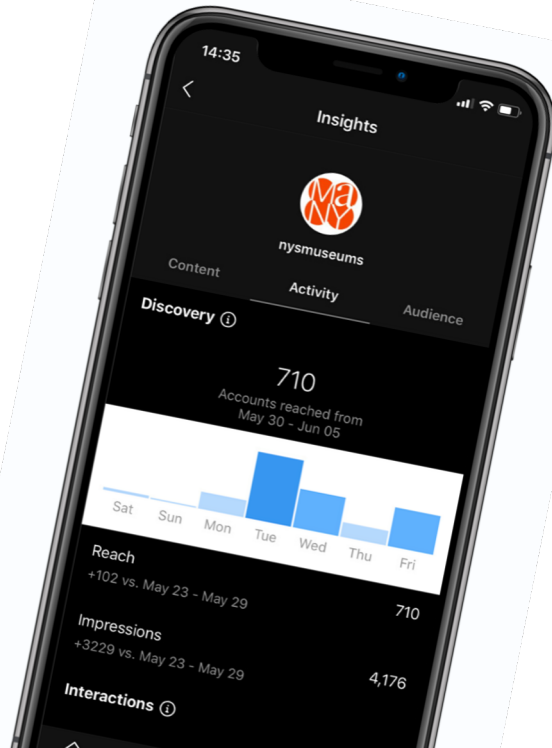 14:35
Insights
Ma
NY
nysmuseums
Content Activity Audience
Discovery
710
Accounts reached from
May 30 - Jun 05
Sat Sun Mon Tue Wed Thu Fri
Reach
+102 vs. May 23 - May 29
710
Impressions
+3229 vs. May 23 - May 29
4,176
Interactions